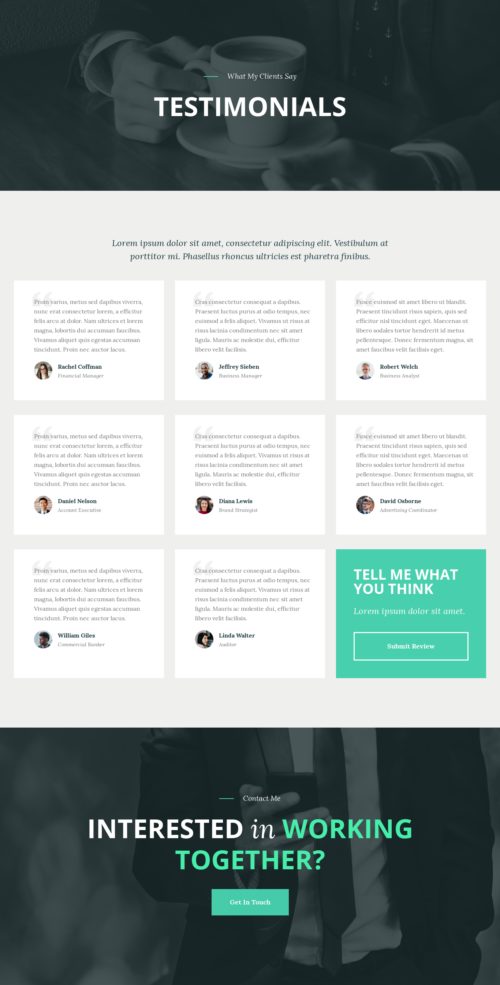 What My Clients Say
TESTIMONIALS
Lorem ipsum dolor sit amet, consectetur adipiscing elit. Vestibulum at
porttitor mi. Phasellus rhoncus ultricies est pharetra finibus.
Proin varius, metus sed dapibus viverra,
nunc erat consectetur lorem, a efficitur
felis arcu at dolor. Nam ultrices et lorem
magna, lobortis dui accumsan faucibus.
Vivamus aliquet quis egestas accumsan
tincidunt. Proin nec auctor lacus.
Rachel Coffman
Financial Manager
Cras consectetur consequat a dapibus.
Praesent luctus purus at odio tempus, nec
euismod a felis aliquet. Vivamus ut risus at
risus lacinia condimentum nec sit amet
ligula. Mauris ac molestie dui, efficitur
libero velit facilisis.
Jeffrey Sieben
Business Manager
Fusce euismod sit amet libero ut blandit.
Praesent tincidunt risus sapien, quis sed
efficitur nisl tincidunt eget. Maecenas ut
libero sodales tortor hendrerit id metus
pellentesque. Donec fermentum magna, sit
amet faucibus velit facilisis eget.
Robert Welch
Business Analyst
Proin varius, metus sed dapibus viverra,
nunc erat consectetur lorem, a efficitur
felis arcu at dolor. Nam ultrices et lorem
magna, lobortis dui accumsan faucibus.
Vivamus aliquet quis egestas accumsan
tincidunt. Proin nec auctor lacus.
Daniel Nelson
Account Executive
Cras consectetur consequat a dapibus.
Praesent luctus purus at odio tempus, nec
euismod a felis aliquet. Vivamus ut risus at
risus lacinia condimentum nec sit amet
ligula. Mauris ac molestie dui, efficitur
libero velit facilisis.
Diana Lewis
Brand Strategist
Fusce euismod sit amet libero ut blandit.
Praesent tincidunt risus sapien, quis sed
efficitur nisl tincidunt eget. Maecenas ut
libero sodales tortor hendrerit id metus
pellentesque. Donec fermentum magna, sit
amet faucibus velit facilisis eget.
David Osborne
Advertising Coordinator
Proin varius, metus sed dapibus viverra,
nunc erat consectetur lorem, a efficitur
felis arcu at dolor. Nam ultrices et lorem
magna, lobortis dui accumsan faucibus.
Vivamus aliquet quis egestas accumsan
tincidunt. Proin nec auctor lacus.
William Giles
Commercial Banker
Cras consectetur consequat a dapibus.
Praesent luctus purus at odio tempus, nec
euismod a felis aliquet. Vivamus ut risus at
risus lacinia condimentum nec sit amet
ligula. Mauris ac molestie dui, efficitur
libero velit facilisis.
Linda Walter
Auditor
TELL ME WHAT
YOU THINK
Lorem ipsum dolor sit amet.
Submit Review
Contact Me
INTERESTED in WORKING
TOGETHER?
Get In Touch